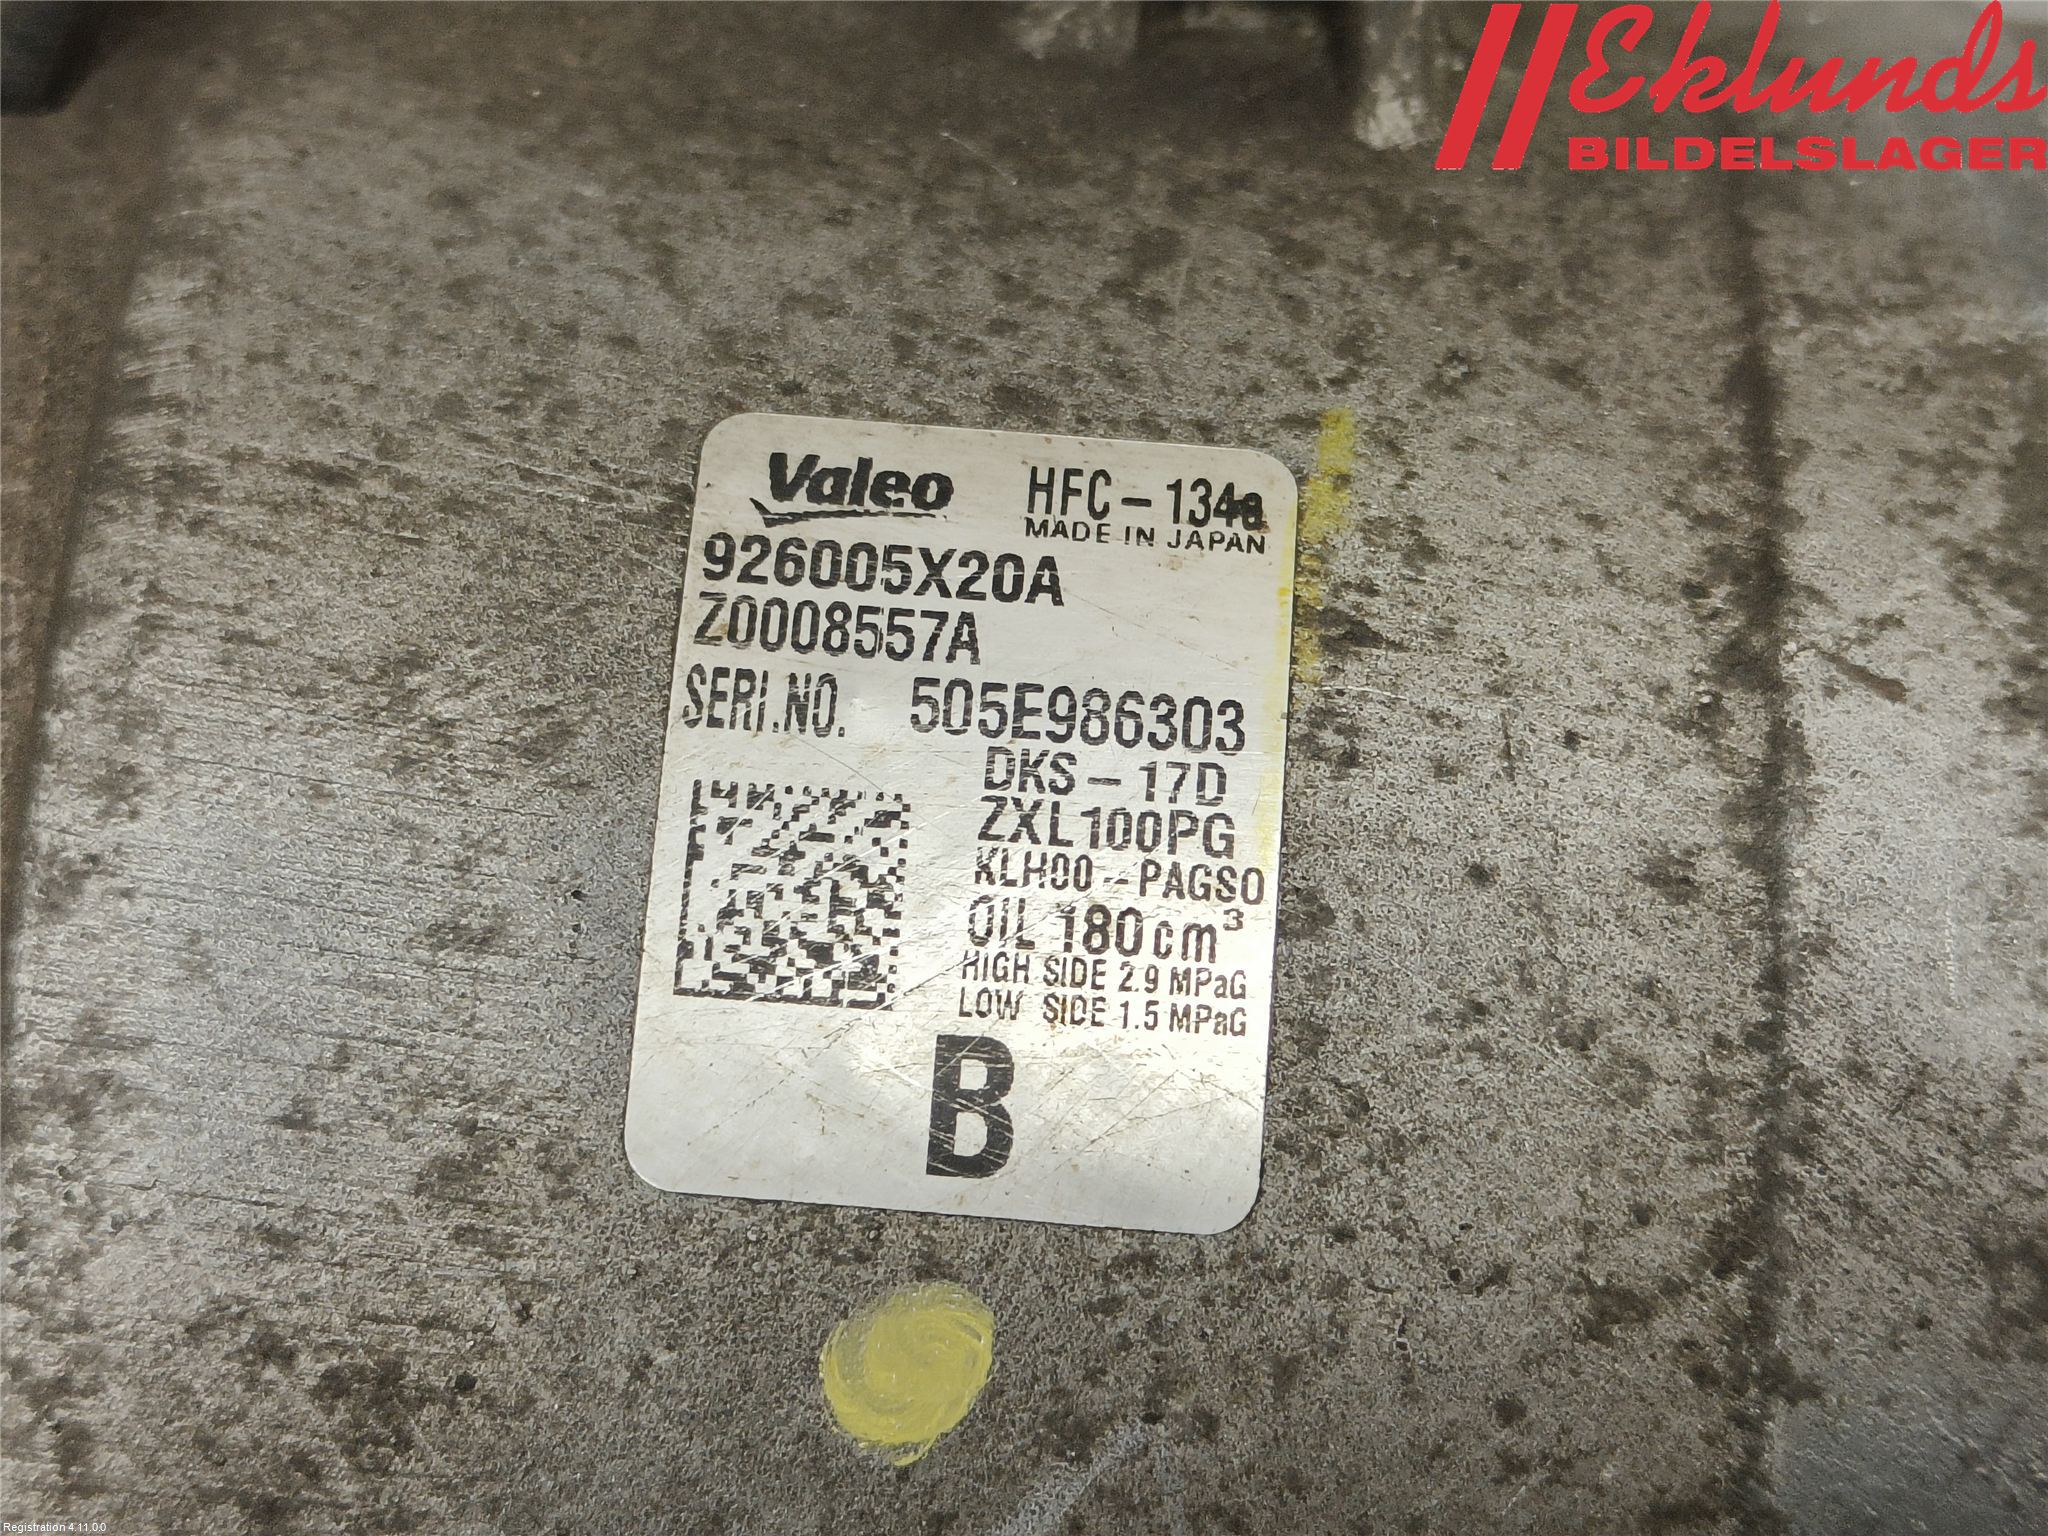 Eklunds
BILDELSLAGER
Valeo HFC-134a
MADE IN JAPAN
926005X20A
Z0008557A
SERI.NO. 505E986303
DKS-17D
ZXL100PG
KLH00-PAGSO
OIL 180cm³
HIGH SIDE 2.9 MPaG
LOW SIDE 1.5 MPaG
B
Registration 4.11.0.0